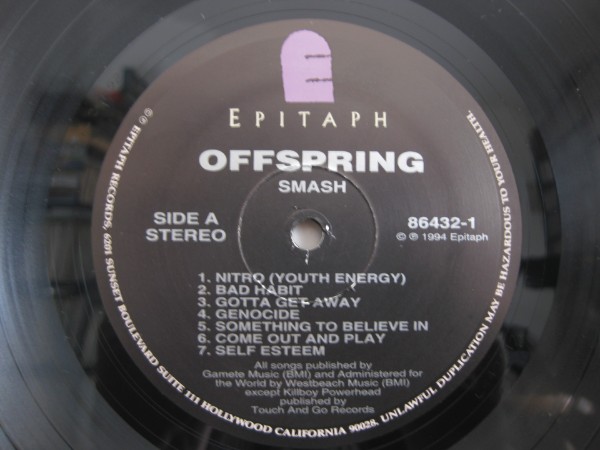 E
EPITAPH
OFFSPRING
SMASH
SIDE A
STEREO
86432-1
© ℗ 1994 Epitaph
1. NITRO (YOUTH ENERGY)
2. BAD HABIT
3. GOTTA GET AWAY
4. GENOCIDE
5. SOMETHING TO BELIEVE IN
6. COME OUT AND PLAY
7. SELF ESTEEM
All songs published by
Gamete Music (BMI) and Administered for
the World by Westbeach Music (BMI)
except Killboy Powerhead
published by
Touch And Go Records
℗ EPITAPH RECORDS, 6201 SUNSET BOULEVARD SUITE 111 HOLLYWOOD CALIFORNIA 90028. UNLAWFUL DUPLICATION MAY BE HAZARDOUS TO YOUR HEALTH.